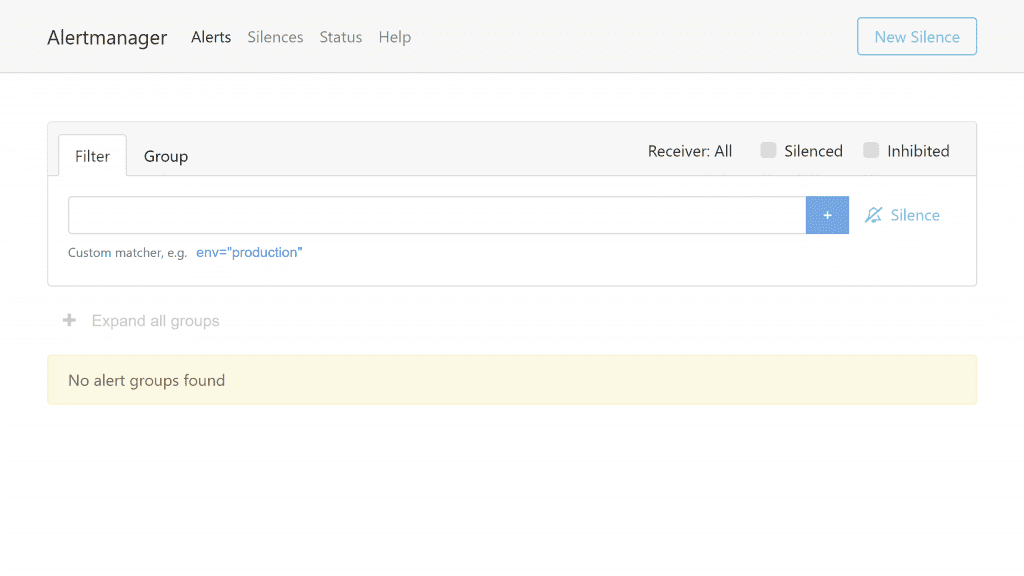 Alertmanager Alerts Silences Status Help New Silence
Filter Group Receiver: All Silenced Inhibited
+ Silence
Custom matcher, e.g. env="production"
+ Expand all groups
No alert groups found